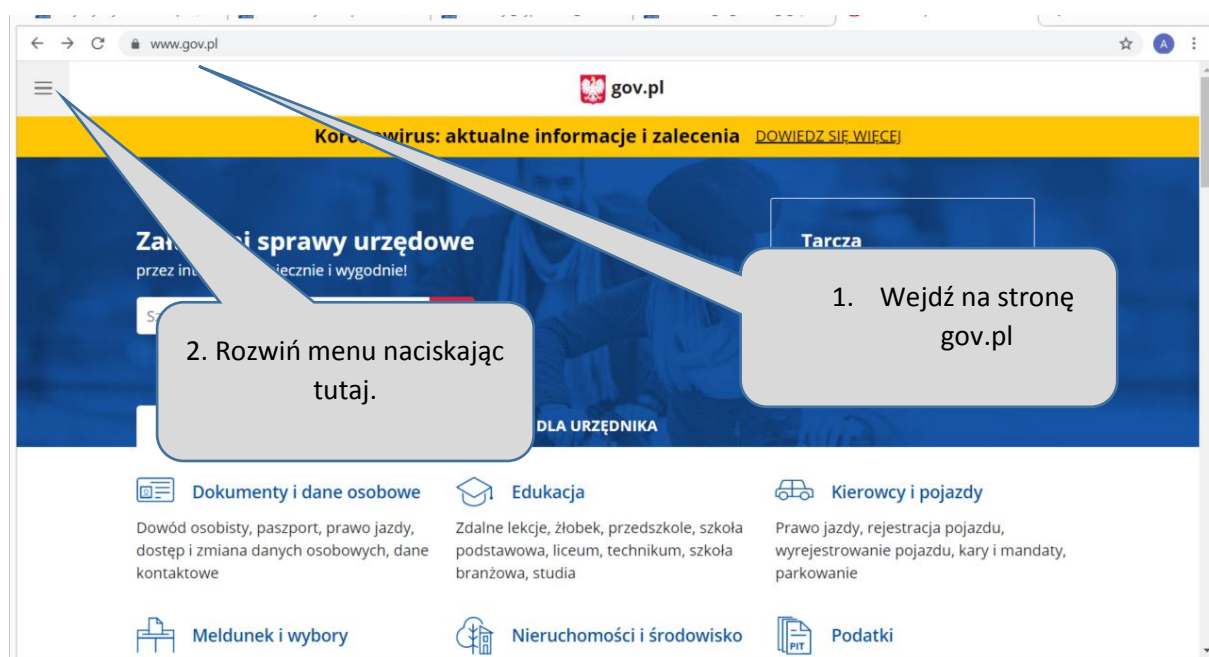 www.gov.pl
A
gov.pl
wirus: aktualne informacje i zalecenia DOWIEDZ SIĘ WIĘCEJ
sprawy urzędowe
przez
i wygodnie!
Tarcza
1. Wejdź na stronę
gov.pl
2. Rozwiń menu naciskając
tutaj.
DLA URZĘDNIKA
Dokumenty i dane osobowe
Dowód osobisty, paszport, prawo jazdy,
dostęp i zmiana danych osobowych, dane
kontaktowe
Edukacja
Zdalne lekcje, żłobek, przedszkole, szkoła
podstawowa, liceum, technikum, szkoła
branżowa, studia
Kierowcy i pojazdy
Prawo jazdy, rejestracja pojazdu,
wyrejestrowanie pojazdu, kary i mandaty,
parkowanie
Meldunek i wybory
Nieruchomości i środowisko
PIT
Podatki